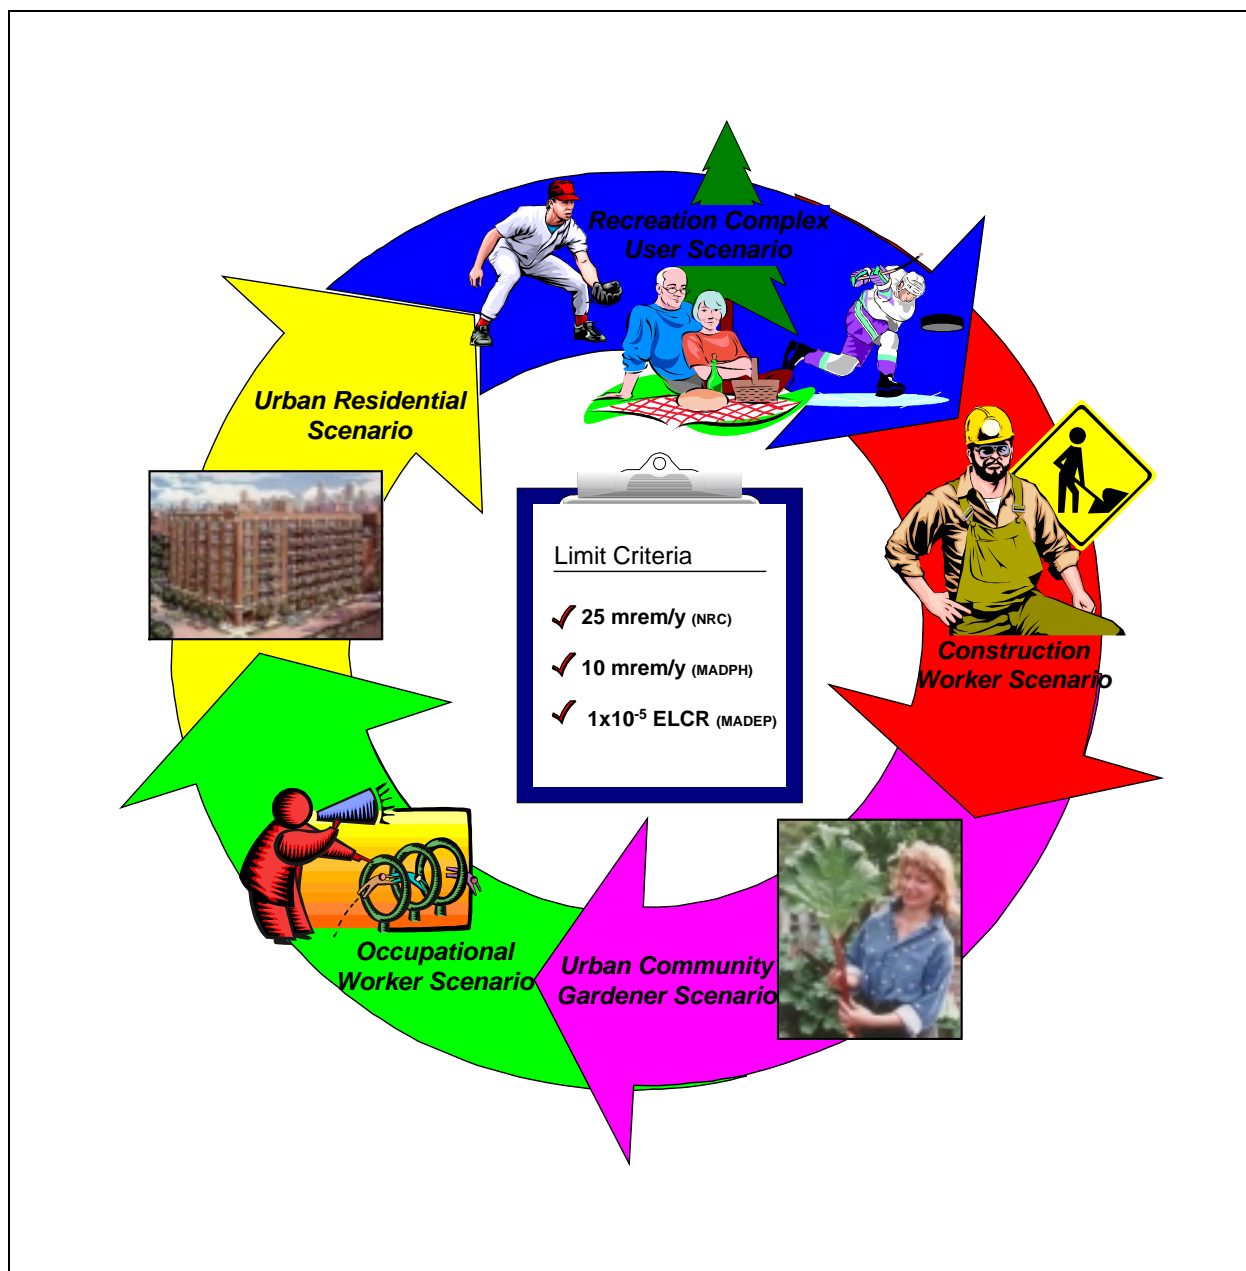 Recreation Complex
User Scenario
Urban Residential
Scenario
Limit Criteria
25 mrem/y (NRC)
10 mrem/y (MADPH)
1x10⁻⁵ ELCR (MADEP)
Construction
Worker Scenario
Occupational
Worker Scenario
Urban Community
Gardener Scenario